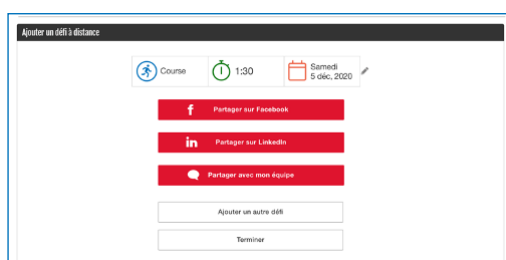 Ajouter un défi à distance
Course 1:30 Samedi
5 déc, 2020
Partager sur Facebook
Partager sur LinkedIn
Partager avec mon équipe
Ajouter un autre défi
Terminer